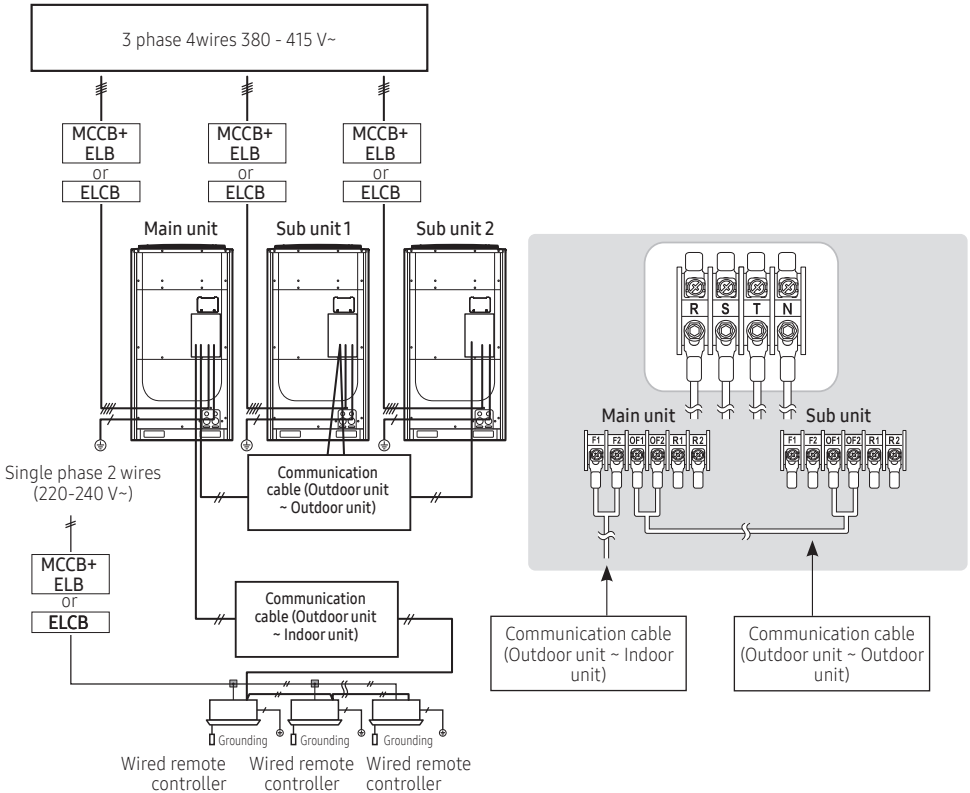 3 phase 4wires 380 - 415 V~
MCCB+
ELB
or
ELCB
MCCB+
ELB
or
ELCB
MCCB+
ELB
or
ELCB
Main unit
Sub unit 1
Sub unit 2
R S T N
Main unit
F1 F2 OF1 OF2 R1 R2
Sub unit
F1 F2 OF1 OF2 R1 R2
Communication
cable (Outdoor unit
~ Outdoor unit)
Single phase 2 wires
(220-240 V~)
MCCB+
ELB
or
ELCB
Communication
cable (Outdoor unit
~ Indoor unit)
Communication cable
(Outdoor unit ~ Indoor
unit)
Communication cable
(Outdoor unit ~ Outdoor
unit)
Grounding
Grounding
Grounding
Wired remote
controller
Wired remote
controller
Wired remote
controller